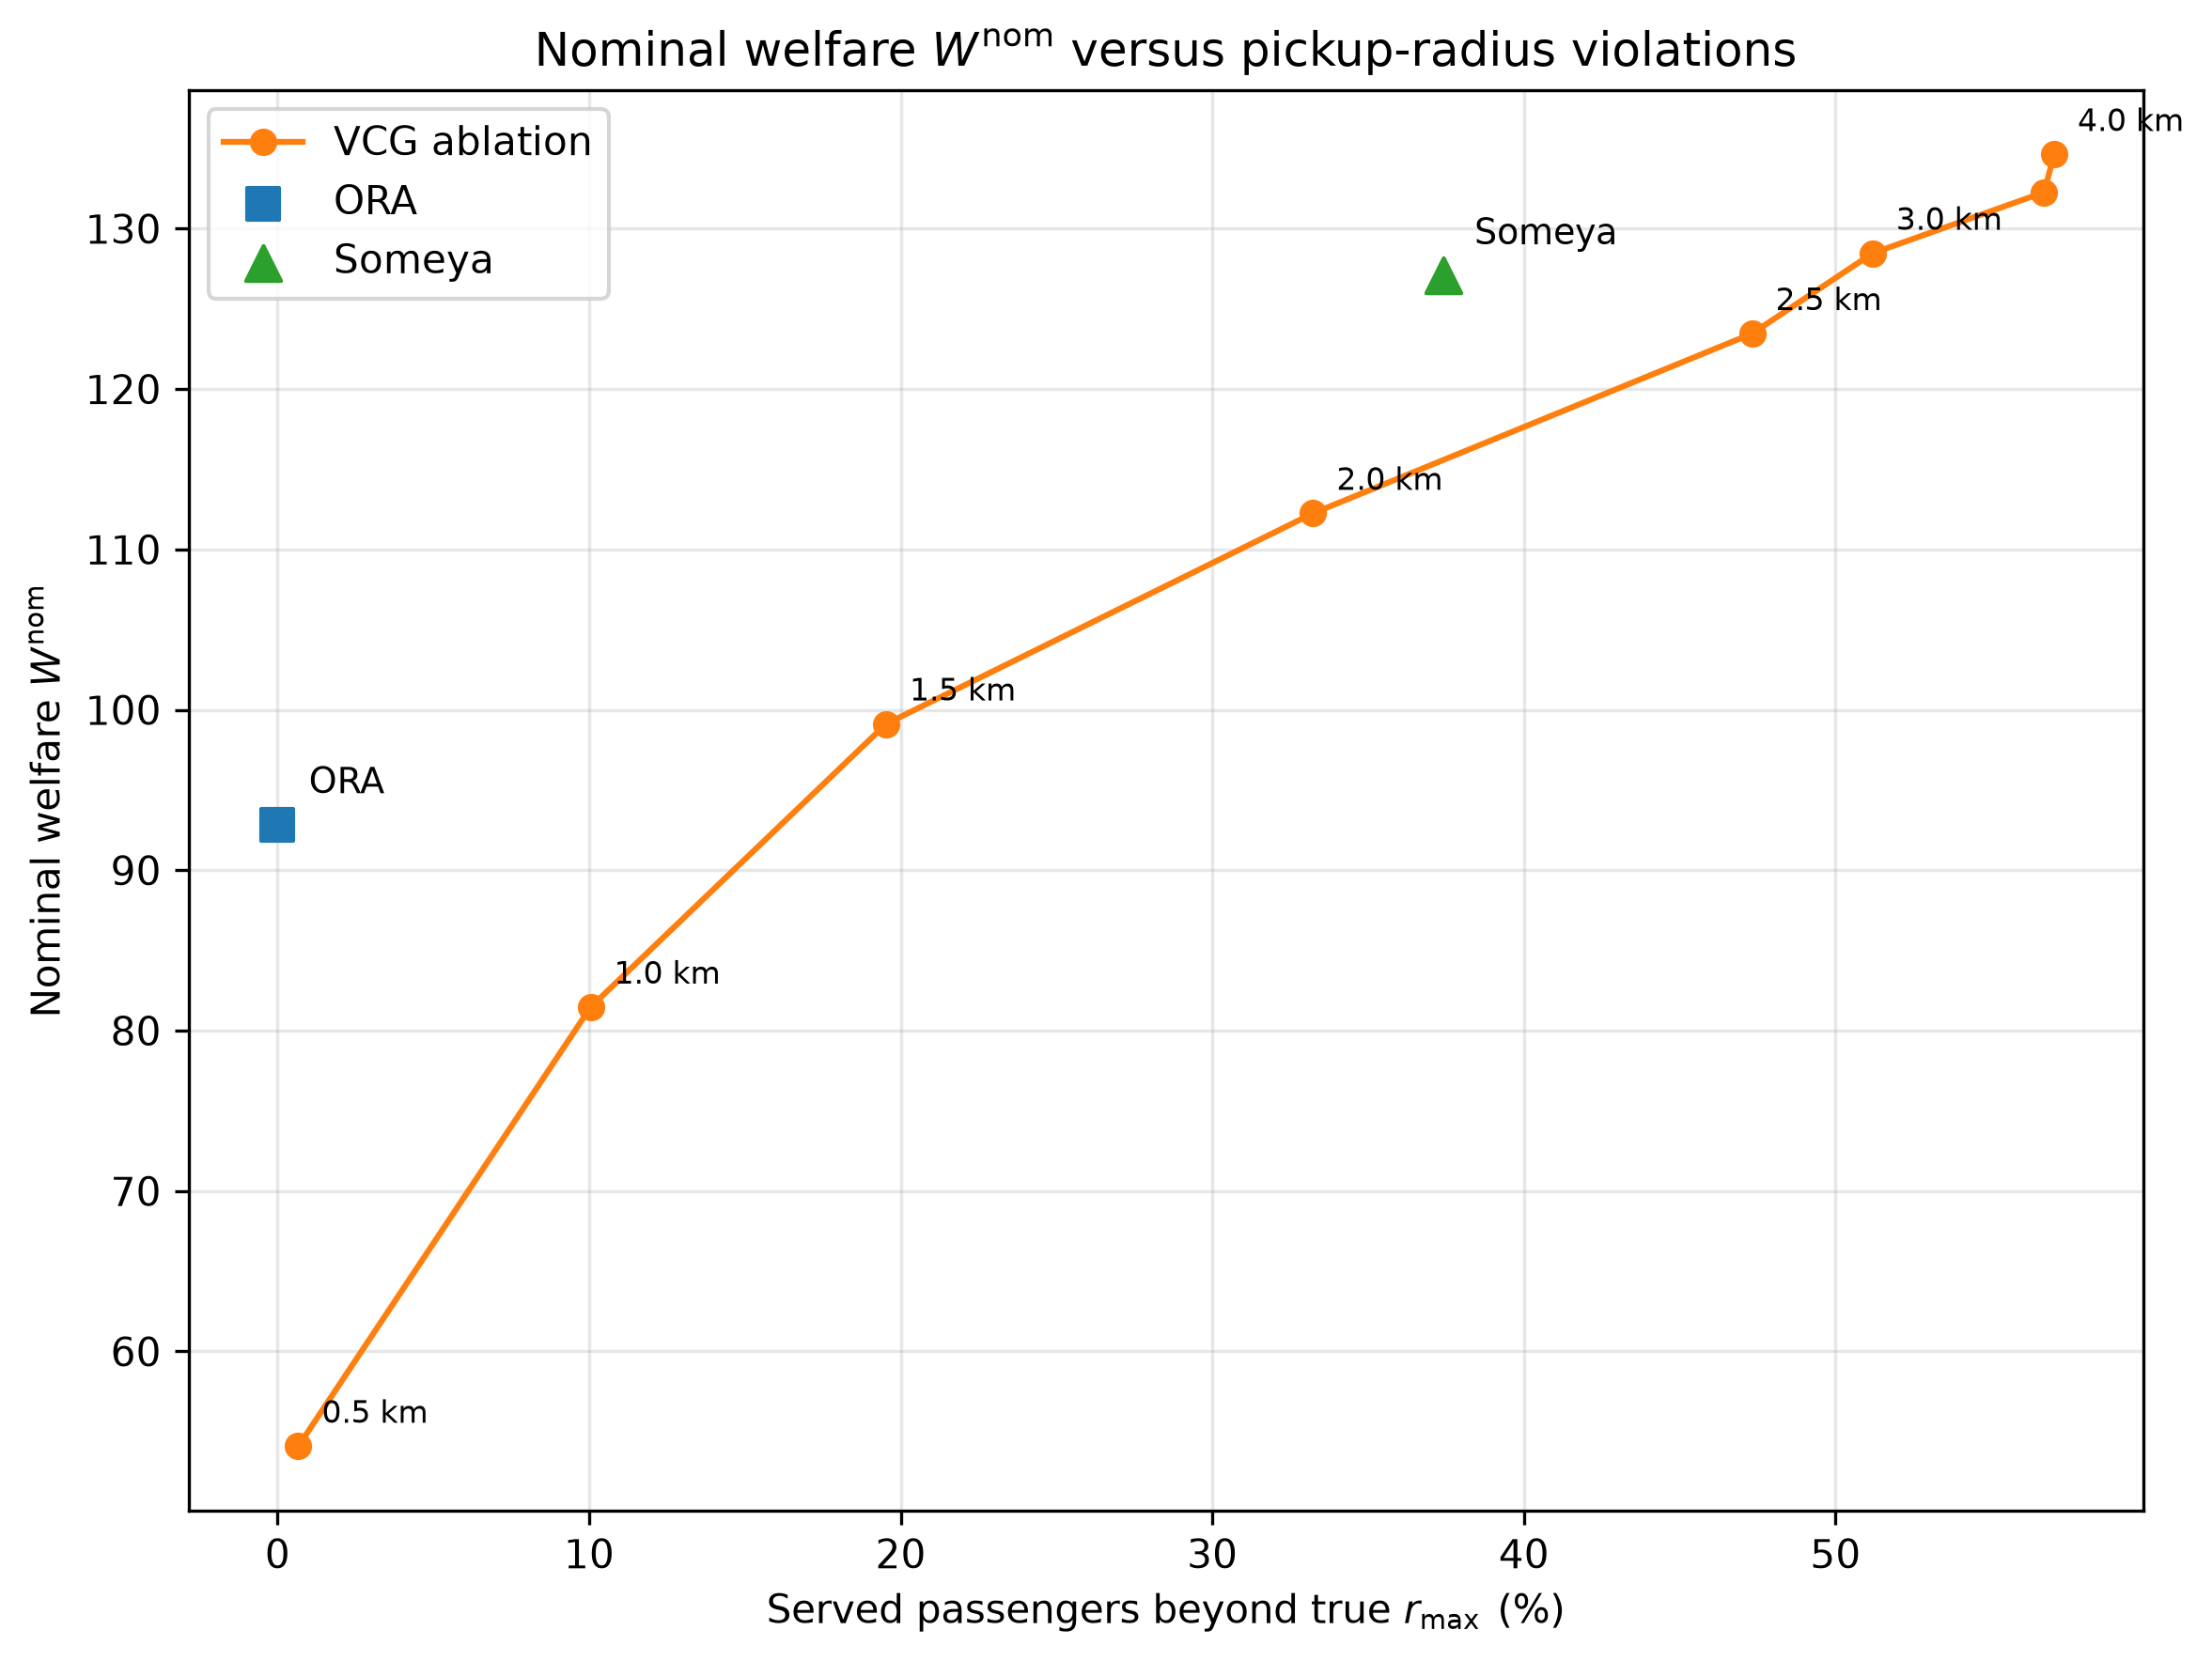 Nominal welfare W^nom versus pickup-radius violations
VCG ablation
ORA
Someya
4.0 km
3.0 km
Someya
2.5 km
2.0 km
1.5 km
ORA
1.0 km
0.5 km
Nominal welfare W^nom
130
120
110
100
90
80
70
60
0 10 20 30 40 50
Served passengers beyond true r_max (%)